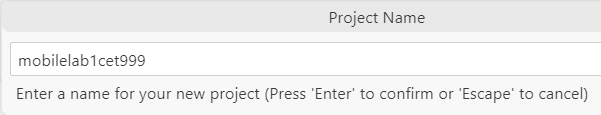 Project Name
mobilelab1cet999
Enter a name for your new project (Press 'Enter' to confirm or 'Escape' to cancel)